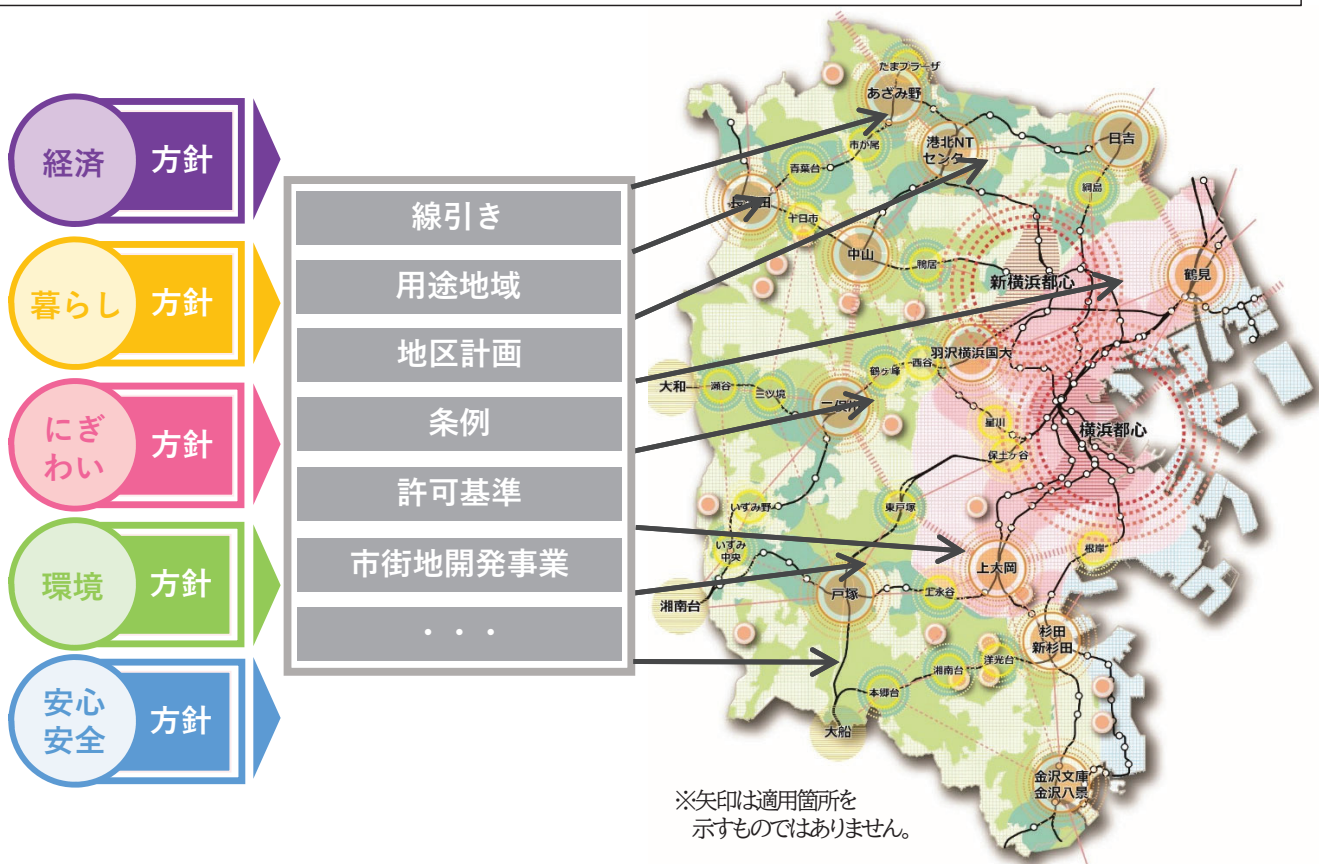 経済
方針
暮らし
方針
にぎ
わい
方針
環境
方針
安心
安全
方針
線引き
用途地域
地区計画
条例
許可基準
市街地開発事業
・・・
たまプラーザ
あざみ野
市が尾
港北NT
センター
日吉
青葉台
綱島
十日市
中山
鴨居
新横浜都心
鶴見
羽沢横浜国大
鶴ヶ峰
西谷
大和
瀬谷
三ツ境
二俣川
星川
横浜都心
保土ヶ谷
いずみ野
東戸塚
いずみ
中央
上大岡
根岸
湘南台
戸塚
上永谷
杉田
新杉田
洋光台
湘南台
本郷台
大船
金沢文庫
金沢八景
※矢印は適用箇所を
示すものではありません。